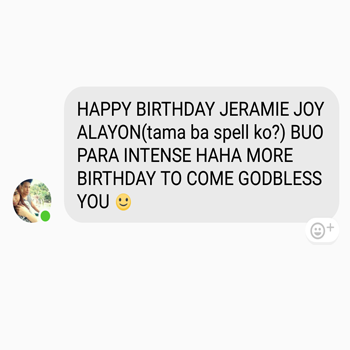 HAPPY BIRTHDAY JERAMIE JOY
ALAYON(tama ba spell ko?) BUO
PARA INTENSE HAHA MORE
BIRTHDAY TO COME GODBLESS
YOU 🙂